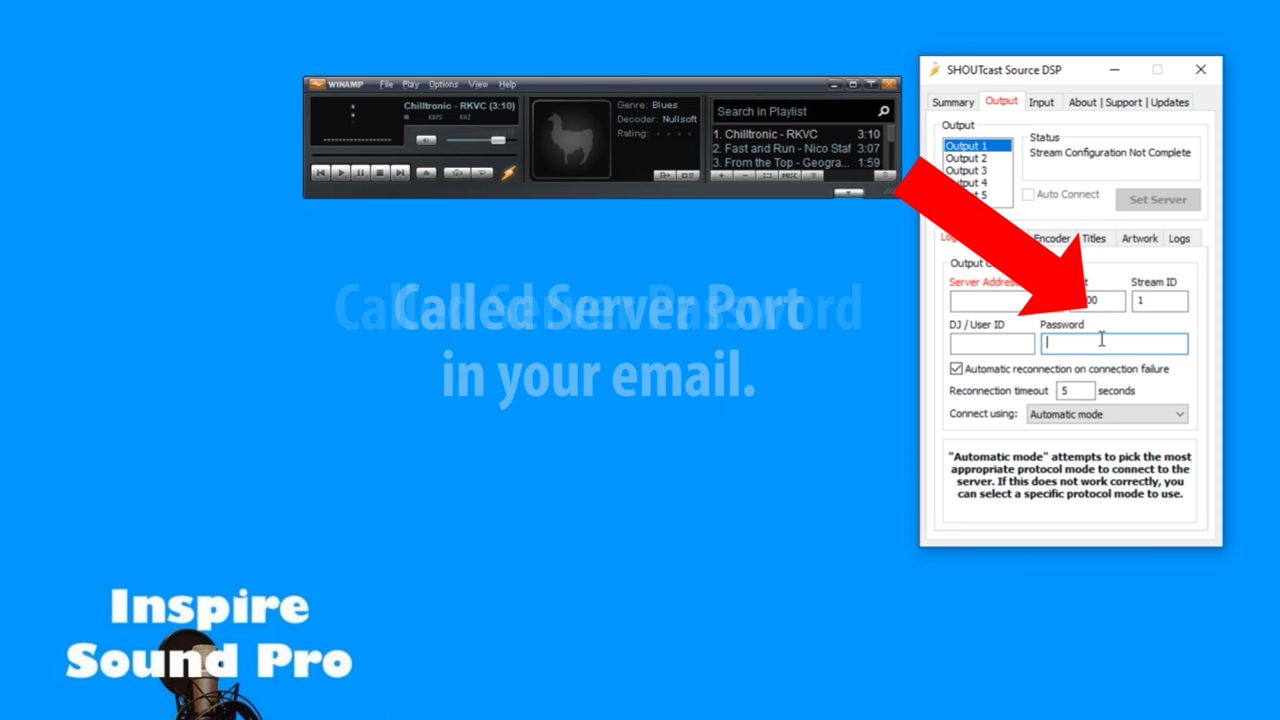 WINAMP File Play Options View Help
Chilltronic - RKVC (3:10)
KBPS KHZ
Genre: Blues
Decoder: Nullsoft
Rating:
Search in Playlist
1. Chilltronic - RKVC 3:10
2. Fast and Run - Nico Staf 3:07
3. From the Top - Geogra... 1:59
MISC
SHOUTcast Source DSP
Summary Output Input About | Support | Updates
Output
Output 1
Output 2
Output 3
Output 4
5
Status
Stream Configuration Not Complete
Auto Connect Set Server
Encoder Titles Artwork Logs
Output
Server Address
Stream ID
1
DJ / User ID Password
Automatic reconnection on connection failure
Reconnection timeout 5 seconds
Connect using: Automatic mode
"Automatic mode" attempts to pick the most
appropriate protocol mode to connect to the
server. If this does not work correctly, you
can select a specific protocol mode to use.
Called Server Password
Called Server Port
in your email.
Inspire
Sound Pro